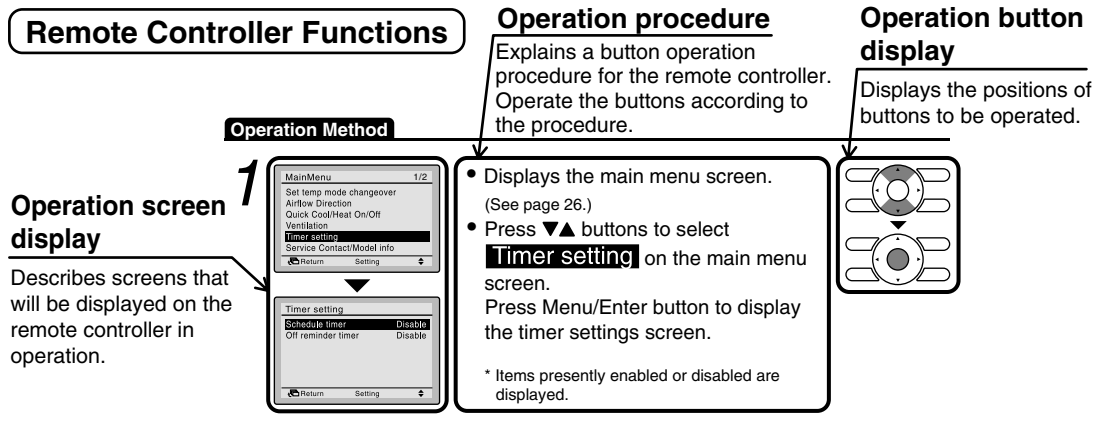 Remote Controller Functions
Operation procedure
Explains a button operation
procedure for the remote controller.
Operate the buttons according to
the procedure.
Operation button
display
Displays the positions of
buttons to be operated.
Operation Method
1
Operation screen
display
Describes screens that
will be displayed on the
remote controller in
operation.
MainMenu 1/2
Set temp mode changeover
Airflow Direction
Quick Cool/Heat On/Off
Ventilation
Timer setting
Service Contact/Model info
Return Setting
Timer setting
Schedule timer Disable
Off reminder timer Disable
Return Setting
• Displays the main menu screen.
(See page 26.)
• Press ▼▲ buttons to select
Timer setting on the main menu
screen.
Press Menu/Enter button to display
the timer settings screen.
* Items presently enabled or disabled are
displayed.